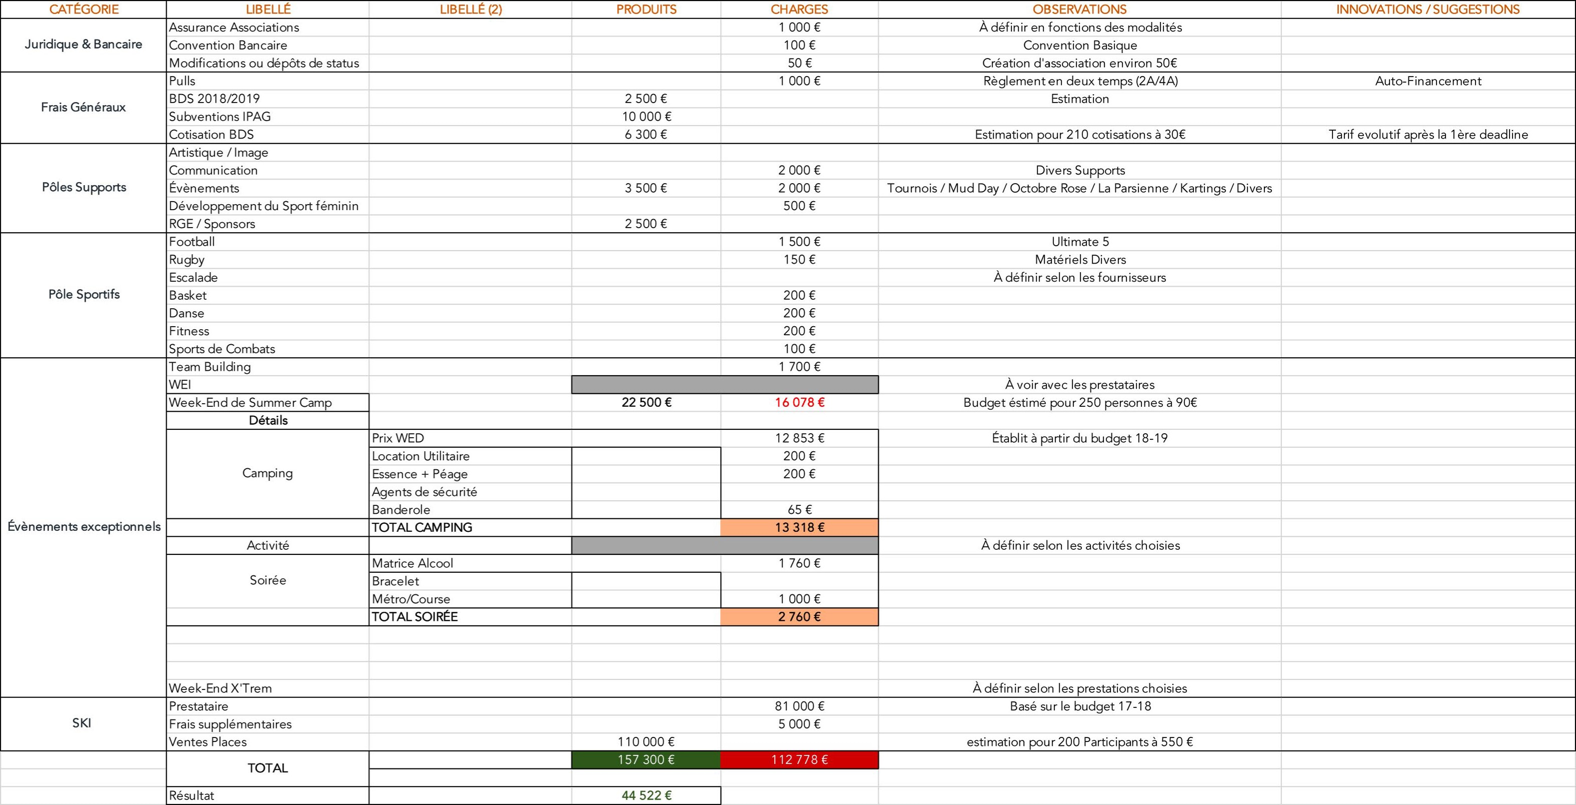 CATÉGORIE LIBELLÉ LIBELLÉ (2) PRODUITS CHARGES OBSERVATIONS INNOVATIONS / SUGGESTIONS
Juridique & Bancaire
Assurance Associations 1 000 € À définir en fonctions des modalités
Convention Bancaire 100 € Convention Basique
Modifications ou dépôts de status 50 € Création d'association environ 50€
Frais Généraux
Pulls 1 000 € Règlement en deux temps (2A/4A) Auto-Financement
BDS 2018/2019 2 500 € Estimation
Subventions IPAG 10 000 €
Cotisation BDS 6 300 € Estimation pour 210 cotisations à 30€ Tarif evolutif après la 1ère deadline
Pôles Supports
Artistique / Image
Communication 2 000 € Divers Supports
Évènements 3 500 € 2 000 € Tournois / Mud Day / Octobre Rose / La Parsienne / Kartings / Divers
Développement du Sport féminin 500 €
RGE / Sponsors 2 500 €
Pôle Sportifs
Football 1 500 € Ultimate 5
Rugby 150 € Matériels Divers
Escalade À définir selon les fournisseurs
Basket 200 €
Danse 200 €
Fitness 200 €
Sports de Combats 100 €
Évènements exceptionnels
Team Building 1 700 €
WEI À voir avec les prestataires
Week-End de Summer Camp 22 500 € 16 078 € Budget éstimé pour 250 personnes à 90€
Détails
Camping
Prix WED 12 853 € Établit à partir du budget 18-19
Location Utilitaire 200 €
Essence + Péage 200 €
Agents de sécurité
Banderole 65 €
TOTAL CAMPING 13 318 €
Activité À définir selon les activités choisies
Soirée
Matrice Alcool 1 760 €
Bracelet
Métro/Course 1 000 €
TOTAL SOIRÉE 2 760 €
Week-End X'Trem À définir selon les prestations choisies
SKI
Prestataire 81 000 € Basé sur le budget 17-18
Frais supplémentaires 5 000 €
Ventes Places 110 000 € estimation pour 200 Participants à 550 €
TOTAL 157 300 € 112 778 €
Résultat 44 522 €